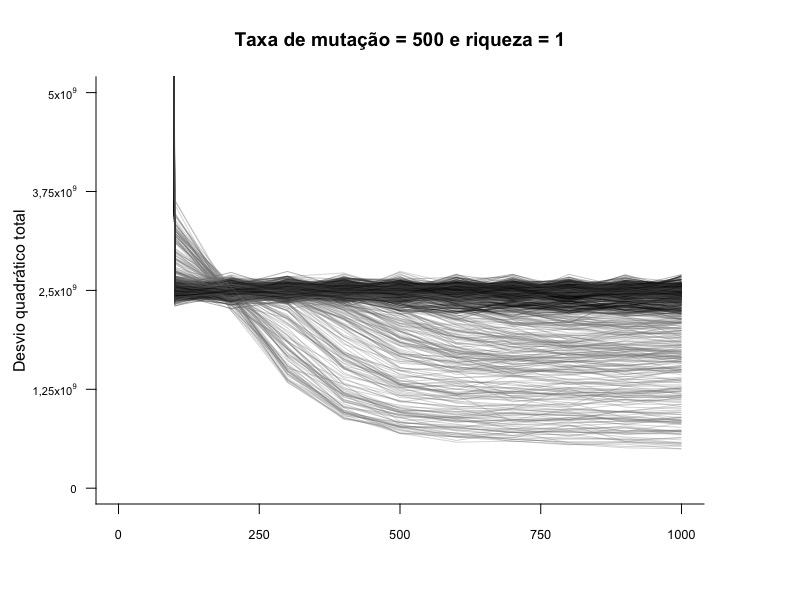 Taxa de mutação = 500 e riqueza = 1
Desvio quadrático total
5x10⁹
3,75x10⁹
2,5x10⁹
1,25x10⁹
0
0 250 500 750 1000